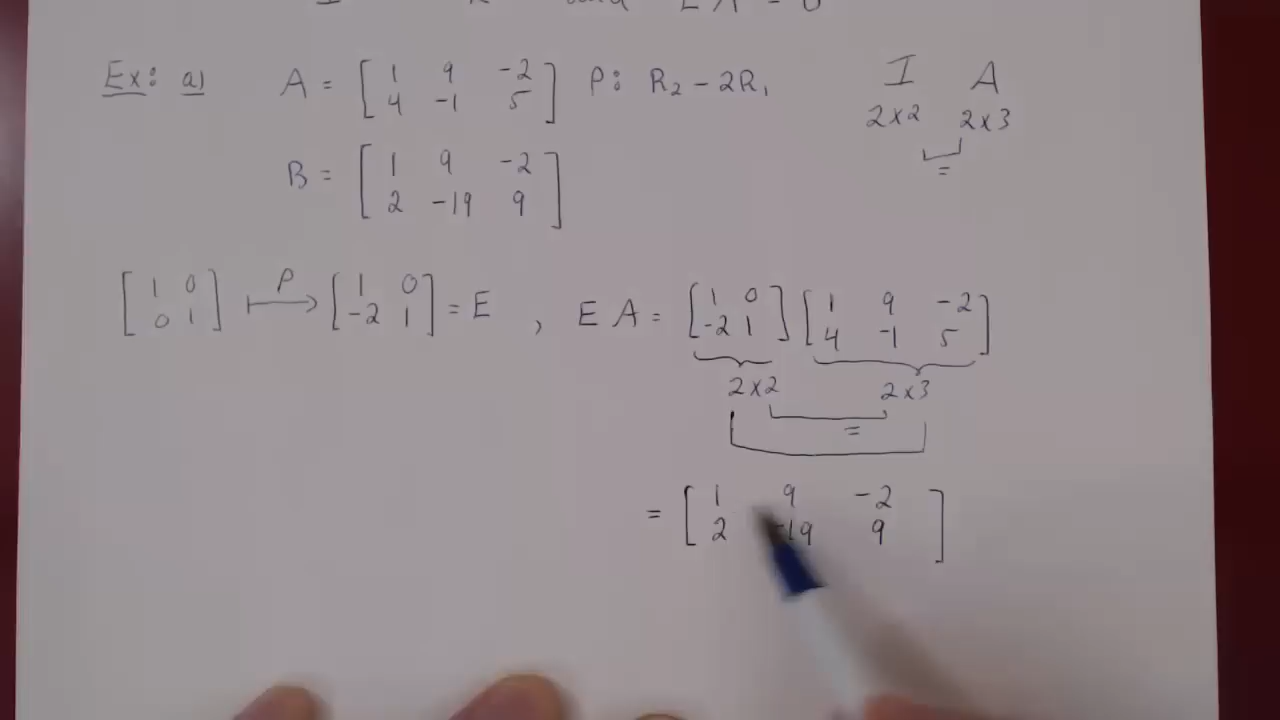 and EA = 
Ex: a) A = [ 1 9 -2 P: R₂ - 2R₁ I A
4 -1 5 ] 2x2 2x3
=
B = [ 1 9 -2
2 -19 9 ]
[ 1 0 P [ 1 0 = E , E A = [ 1 0 [ 1 9 -2
0 1 ] ⟼ -2 1 ] -2 1 ] 4 -1 5 ]
2x2 2x3
=
= [ 1 9 -2
2 -19 9 ]